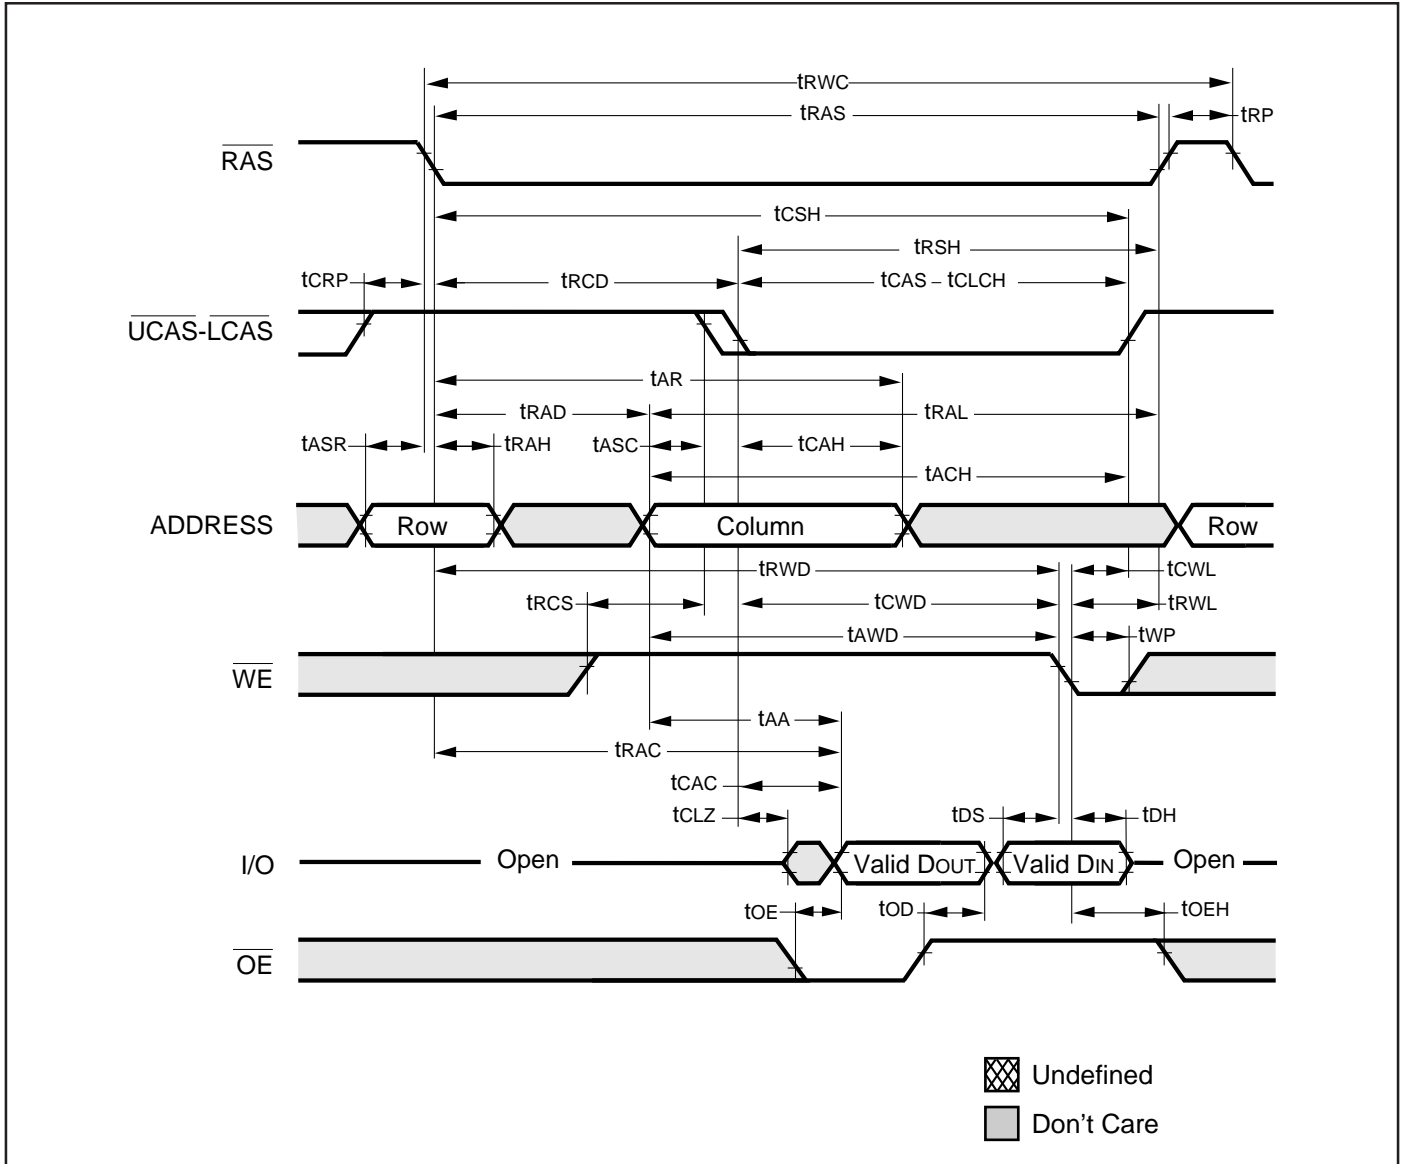 tRWC
tRAS
tRP
RAS
tCSH
tRSH
tCRP
tRCD
tCAS – tCLCH
UCAS-LCAS
tAR
tRAD
tRAL
tASR
tRAH
tASC
tCAH
tACH
ADDRESS
Row
Column
Row
tRWD
tCWL
tRCS
tCWD
tRWL
tAWD
tWP
WE
tAA
tRAC
tCAC
tCLZ
tDS
tDH
I/O
Open
Valid DOUT
Valid DIN
Open
tOE
tOD
tOEH
OE
Undefined
Don't Care